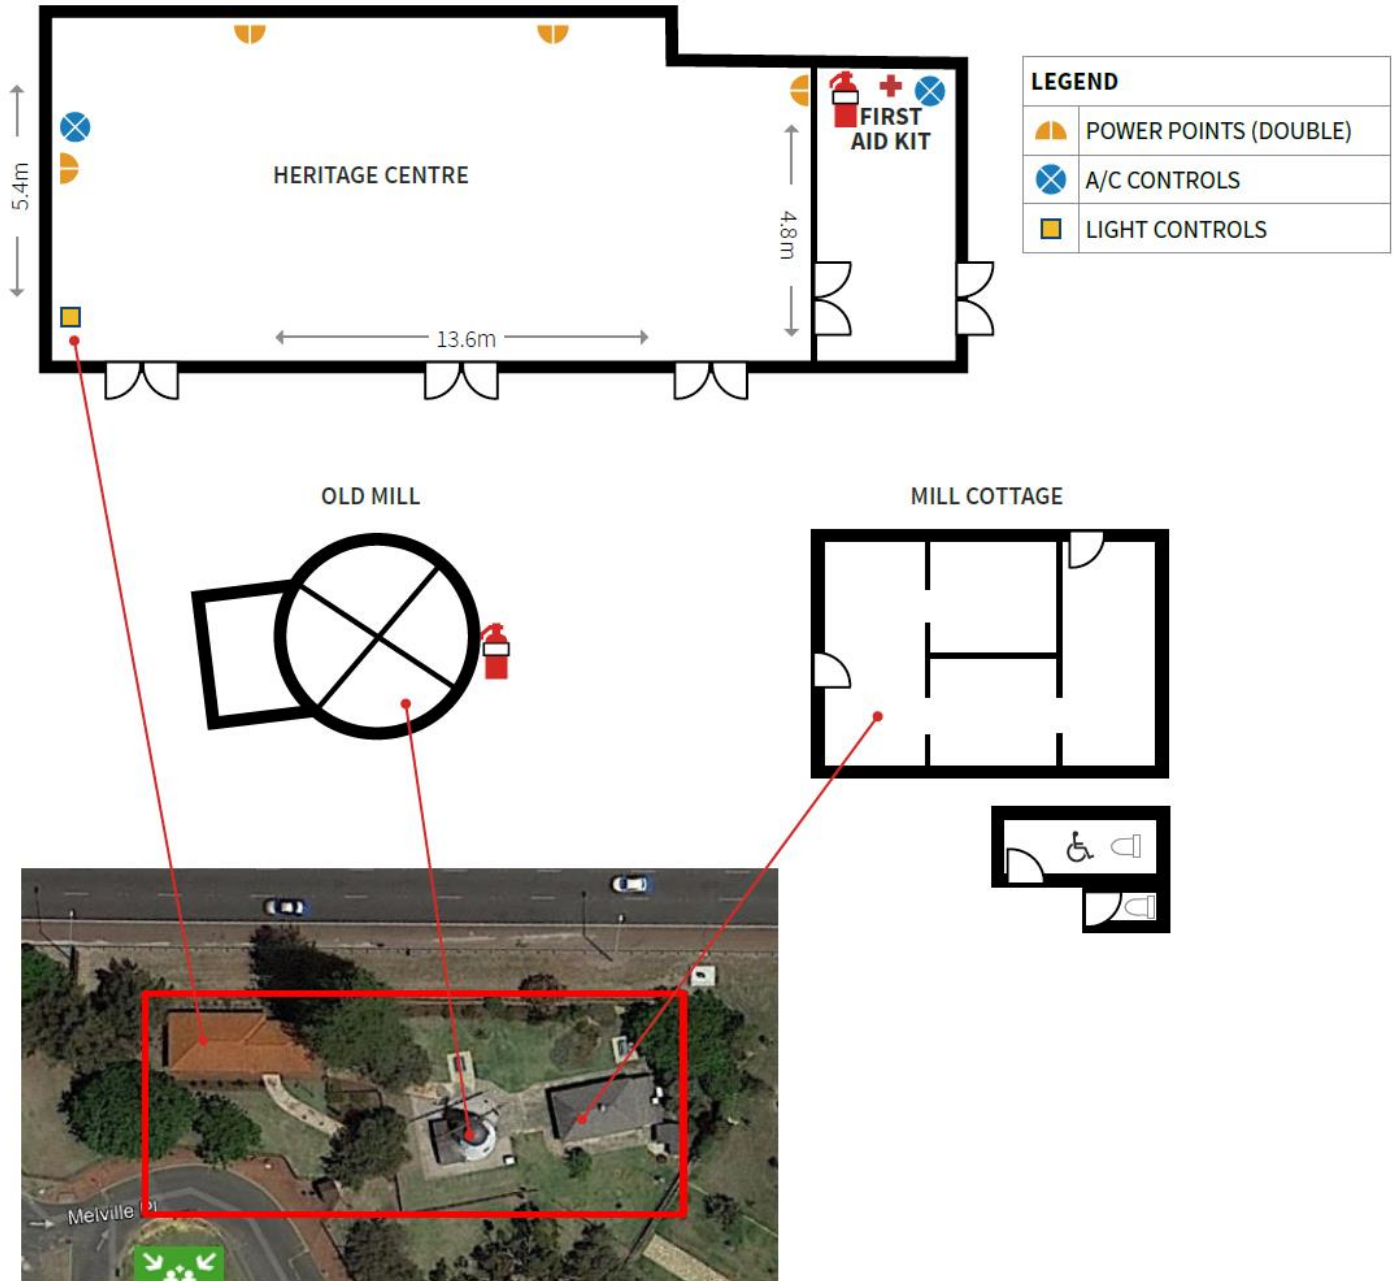 LEGEND
POWER POINTS (DOUBLE)
A/C CONTROLS
LIGHT CONTROLS
FIRST
AID KIT
HERITAGE CENTRE
5.4m
4.8m
13.6m
OLD MILL
MILL COTTAGE
Melville Pl